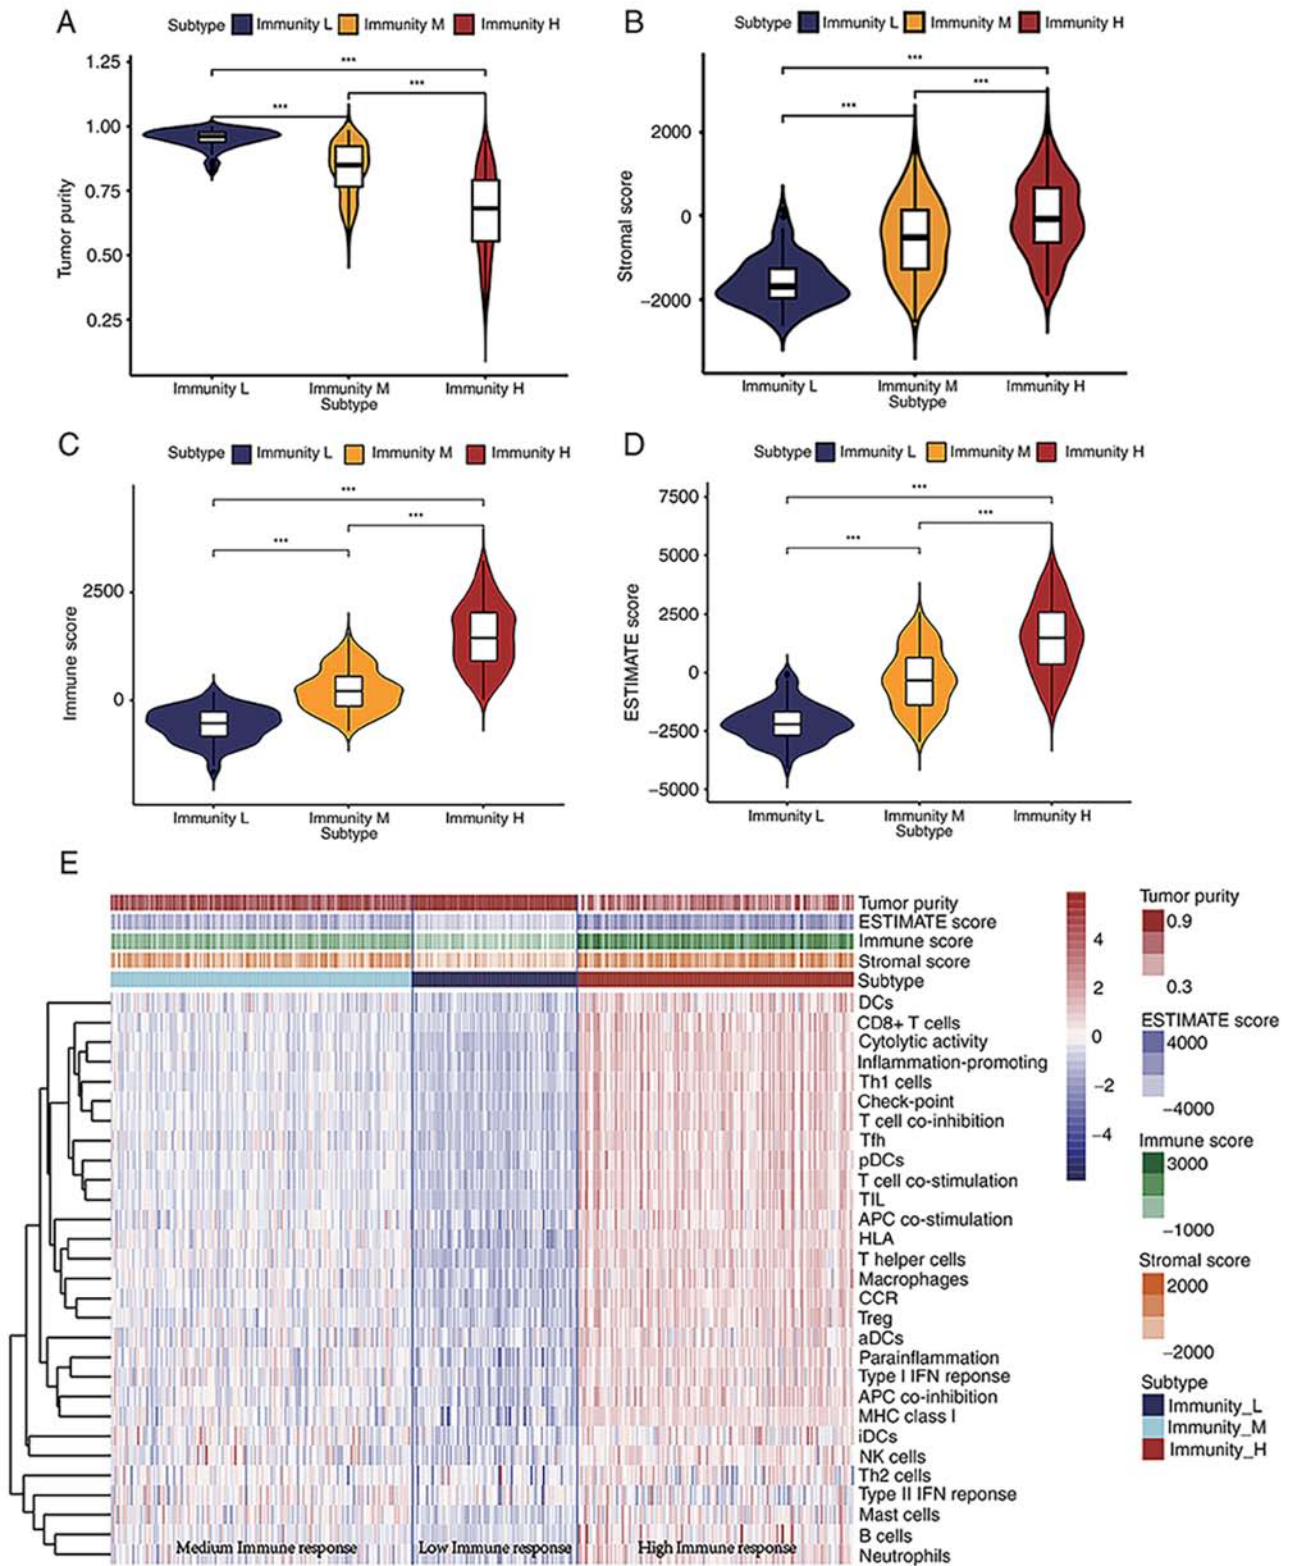 A
Subtype Immunity L Immunity M Immunity H
***
***
***
1.25
1.00
0.75
0.50
0.25
Tumor purity
Immunity L Immunity M Immunity H
Subtype
B
Subtype Immunity L Immunity M Immunity H
***
***
***
2000
0
−2000
Stromal score
Immunity L Immunity M Immunity H
Subtype
C
Subtype Immunity L Immunity M Immunity H
***
***
***
2500
0
Immune score
Immunity L Immunity M Immunity H
Subtype
D
Subtype Immunity L Immunity M Immunity H
***
***
***
7500
5000
2500
0
−2500
−5000
ESTIMATE score
Immunity L Immunity M Immunity H
Subtype
E
Tumor purity
ESTIMATE score
Immune score
Stromal score
Subtype
DCs
CD8+ T cells
Cytolytic activity
Inflammation-promoting
Th1 cells
Check-point
T cell co-inhibition
Tfh
pDCs
T cell co-stimulation
TIL
APC co-stimulation
HLA
T helper cells
Macrophages
CCR
Treg
aDCs
Parainflammation
Type I IFN reponse
APC co-inhibition
MHC class I
iDCs
NK cells
Th2 cells
Type II IFN reponse
Mast cells
B cells
Neutrophils
Medium Immune response Low Immune response High Immune response
4
2
0
−2
−4
Tumor purity
0.9
0.3
ESTIMATE score
4000
−4000
Immune score
3000
−1000
Stromal score
2000
−2000
Subtype
Immunity_L
Immunity_M
Immunity_H